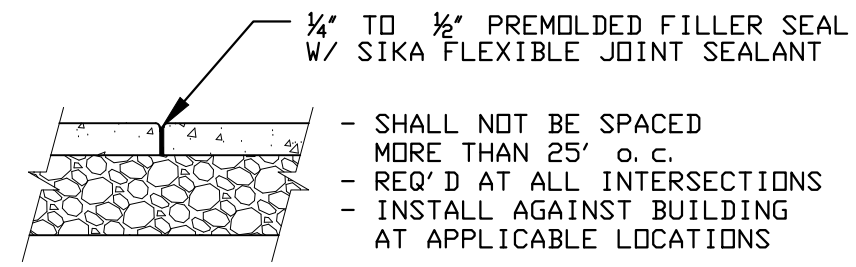 ¼" TO ½" PREMOLDED FILLER SEAL
W/ SIKA FLEXIBLE JOINT SEALANT
- SHALL NOT BE SPACED
MORE THAN 25' o.c.
- REQ'D AT ALL INTERSECTIONS
- INSTALL AGAINST BUILDING
AT APPLICABLE LOCATIONS